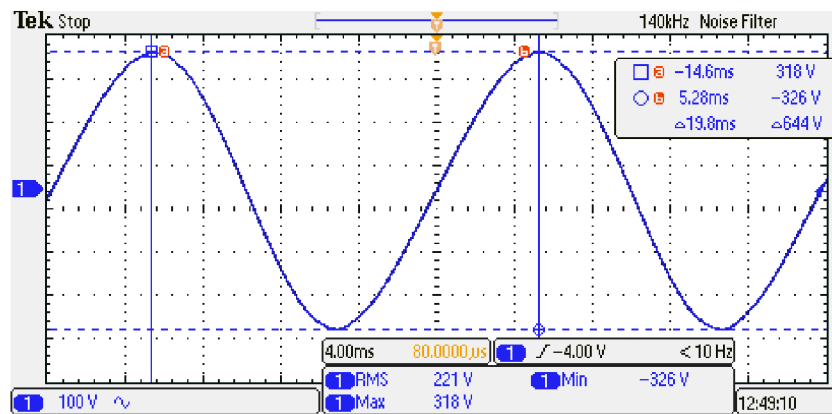 Tek Stop
140kHz Noise Filter
T
T
a
b
a -14.6ms 318 V
b 5.28ms -326 V
△19.8ms △644 V
1
4.00ms 80.0000µs 1 -4.00 V < 10 Hz
1 RMS 221 V 1 Min -326 V
1 Max 318 V
1 100 V 12:49:10